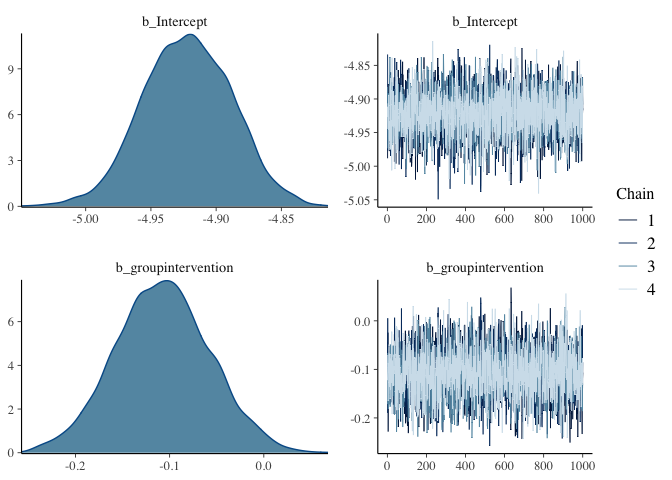 b_Intercept
9
6
3
0
-5.00 -4.95 -4.90 -4.85
b_Intercept
-4.85
-4.90
-4.95
-5.00
-5.05
0 200 400 600 800 1000
Chain
1
2
3
4
b_groupintervention
6
4
2
0
-0.2 -0.1 0.0
b_groupintervention
0.0
-0.1
-0.2
0 200 400 600 800 1000